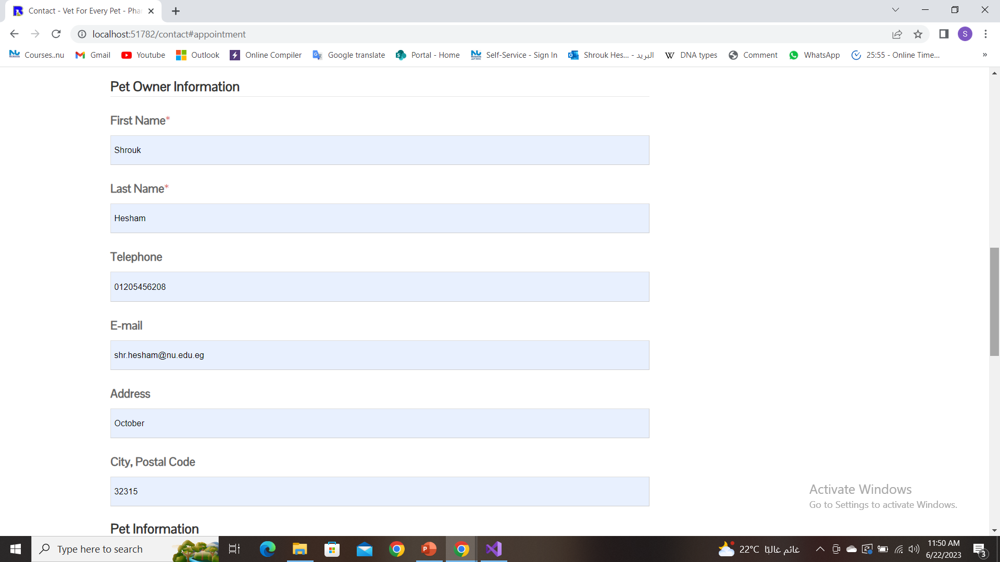 Contact - Vet For Every Pet - Phar
localhost:51782/contact#appointment
S
Courses..nu
Gmail
Youtube
Outlook
Online Compiler
Google translate
Portal - Home
Self-Service - Sign In
Shrouk Hes... - البريد
DNA types
Comment
WhatsApp
25:55 - Online Time...
Pet Owner Information
First Name*
Shrouk
Last Name*
Hesham
Telephone
01205456208
E-mail
shr.hesham@nu.edu.eg
Address
October
City, Postal Code
32315
Pet Information
Activate Windows
Go to Settings to activate Windows.
Type here to search
22°C غائم غالبًا
11:50 AM
6/22/2023
3